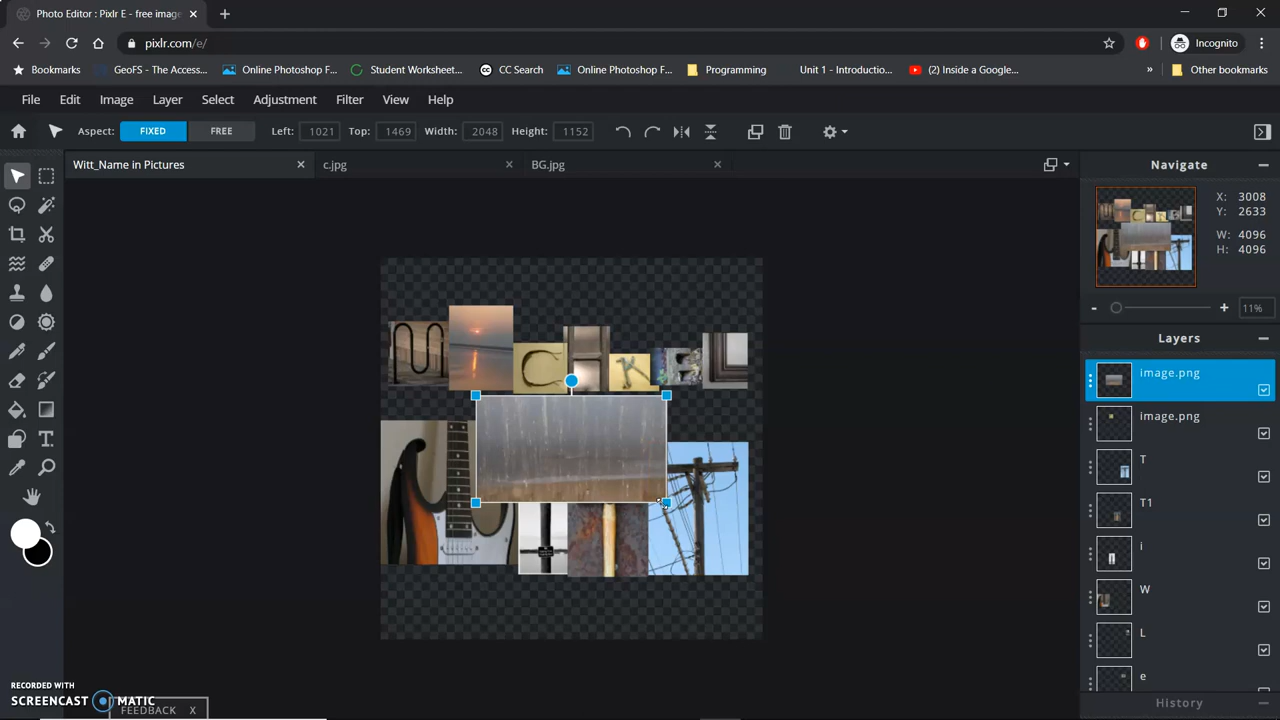 Photo Editor : Pixlr E - free image
pixlr.com/e/
Incognito
Bookmarks
GeoFS - The Access...
Online Photoshop F...
Student Worksheet...
CC Search
Online Photoshop F...
Programming
Unit 1 - Introductio...
(2) Inside a Google...
»
Other bookmarks
File Edit Image Layer Select Adjustment Filter View Help
Aspect: FIXED FREE Left: 1021 Top: 1469 Width: 2048 Height: 1152
Witt_Name in Pictures
c.jpg
BG.jpg
Navigate
X: 3008
Y: 2633
W: 4096
H: 4096
11%
Layers
image.png
image.png
T
T1
i
W
L
e
History
RECORDED WITH
SCREENCAST MATIC
FEEDBACK X